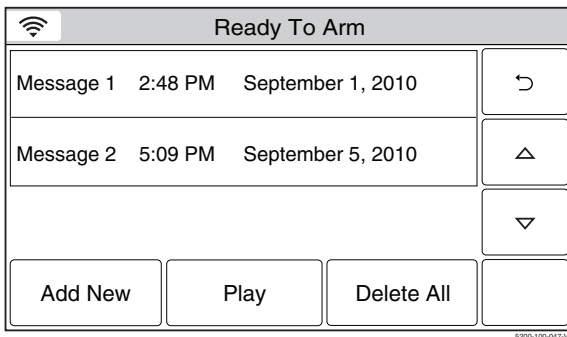 Ready To Arm
Message 1 2:48 PM September 1, 2010
Message 2 5:09 PM September 5, 2010
Add New Play Delete All